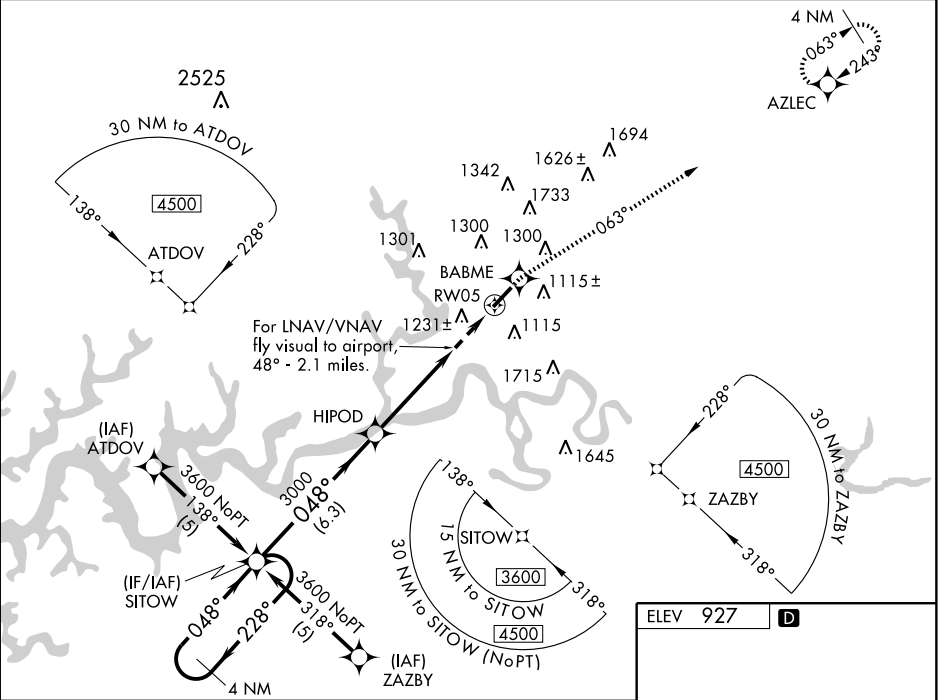 4 NM
063°
243°
AZLEC
2525
30 NM to ATDOV
4500
138°
228°
ATDOV
1694
1626±
1342
1733
063°
1300
1300
1301
BABME
1115±
RW05
1231±
1115
For LNAV/VNAV
fly visual to airport,
48° - 2.1 miles.
1715
HIPOD
(IAF)
ATDOV
1645
228°
30 NM to ZAZBY
4500
ZAZBY
318°
3600 NoPT
138°
(5)
3000
048°
(6.3)
138°
SITOW
15 NM to SITOW
3600
318°
30 NM to SITOW (NoPT)
4500
(IF/IAF)
SITOW
3600 NoPT
318°
(5)
048°
228°
(IAF)
ZAZBY
4 NM
ELEV 927 D